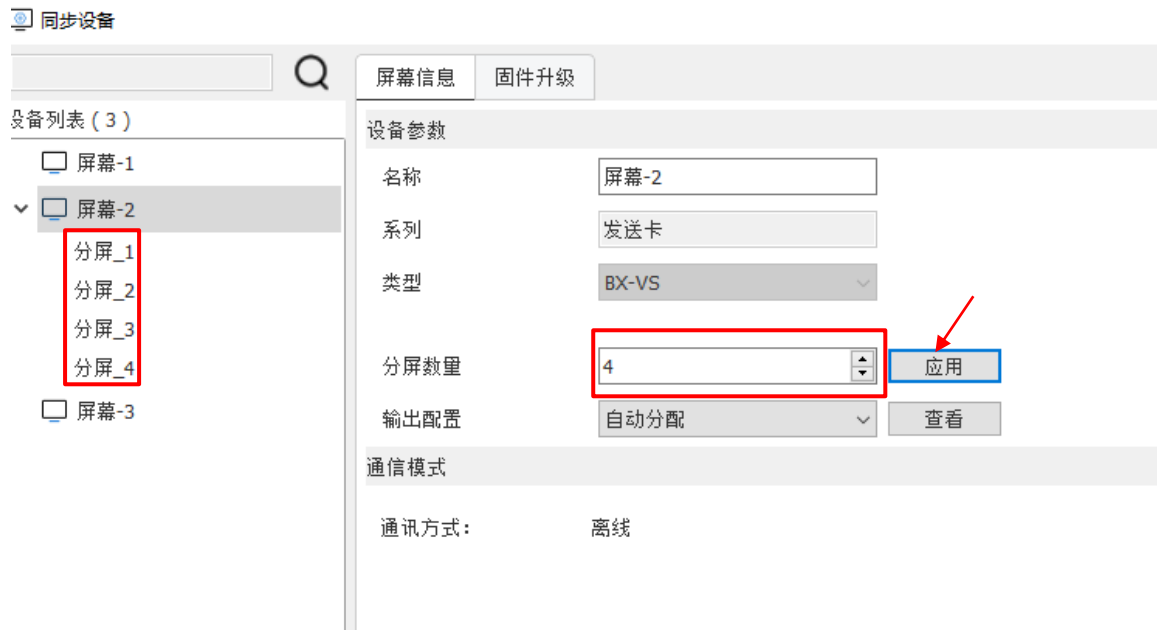 同步设备
屏幕信息
固件升级
设备列表 ( 3 )
屏幕-1
屏幕-2
分屏_1
分屏_2
分屏_3
分屏_4
屏幕-3
设备参数
名称
屏幕-2
系列
发送卡
类型
BX-VS
分屏数量
4
应用
输出配置
自动分配
查看
通信模式
通讯方式:
离线